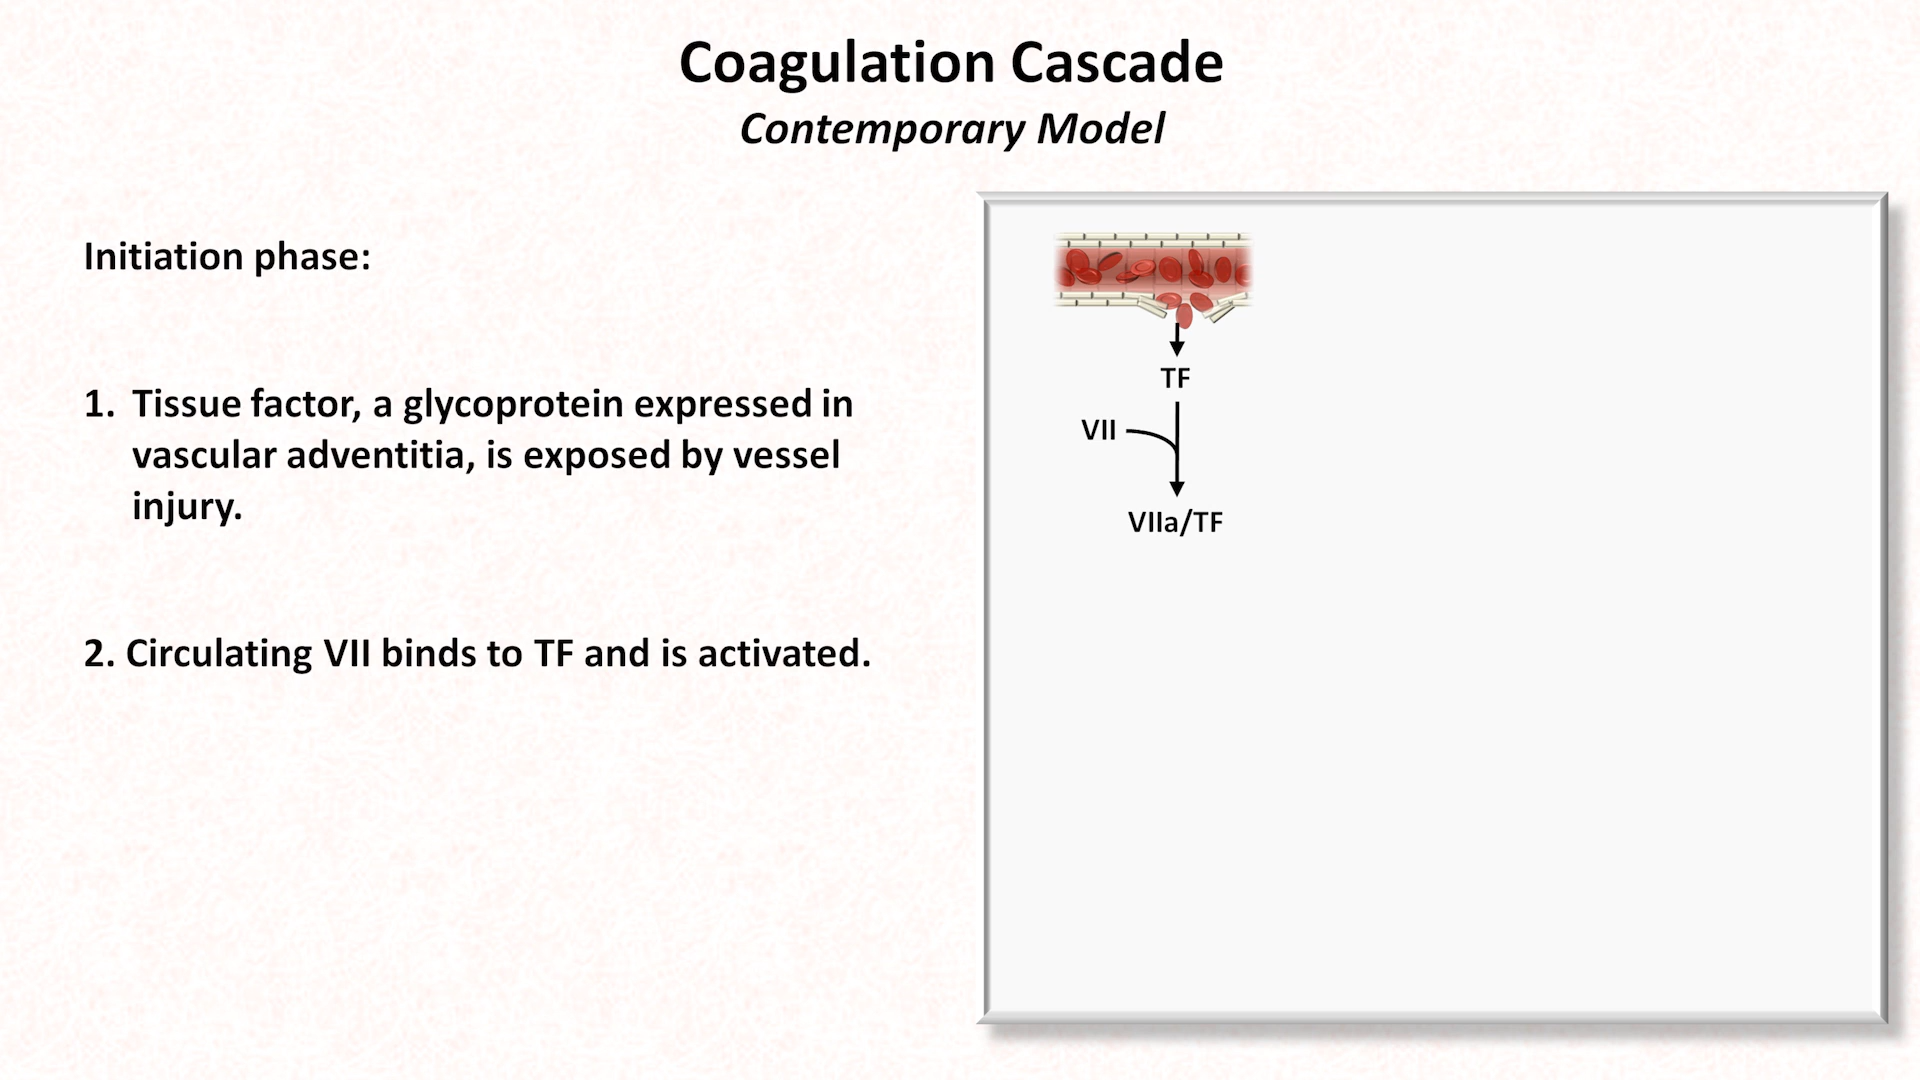 Coagulation Cascade
Contemporary Model
Initiation phase:
1. Tissue factor, a glycoprotein expressed in
vascular adventitia, is exposed by vessel
injury.
2. Circulating VII binds to TF and is activated.
TF
VII
VIIa/TF